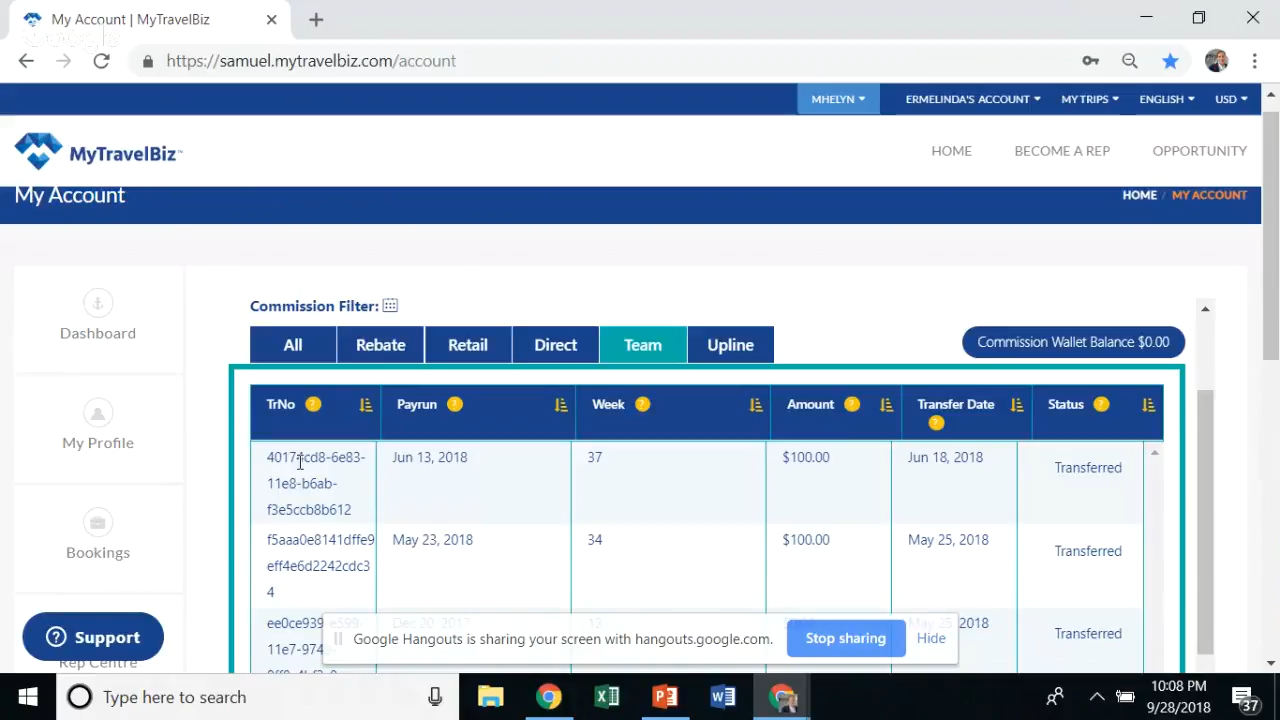 My Account | MyTravelBiz
Google
https://samuel.mytravelbiz.com/account
MHELYN ERMELINDA'S ACCOUNT MY TRIPS ENGLISH USD
MyTravelBiz™ HOME BECOME A REP OPPORTUNITY
My Account HOME / MY ACCOUNT
Commission Filter:
All Rebate Retail Direct Team Upline Commission Wallet Balance $0.00
TrNo ? Payrun ? Week ? Amount ? Transfer Date ? Status ?
Jun 13, 2018 37 $100.00 Jun 18, 2018 Transferred
11e8-b6ab-
f3e5ccb8b612
f5aaa0e8141dffe9 May 23, 2018 34 $100.00 May 25, 2018 Transferred
eff4e6d2242cdc3
4
Transferred
Dashboard
My Profile
Bookings
Support
Rep Centre
Google Hangouts is sharing your screen with hangouts.google.com. Stop sharing Hide
Type here to search
10:08 PM
9/28/2018
37